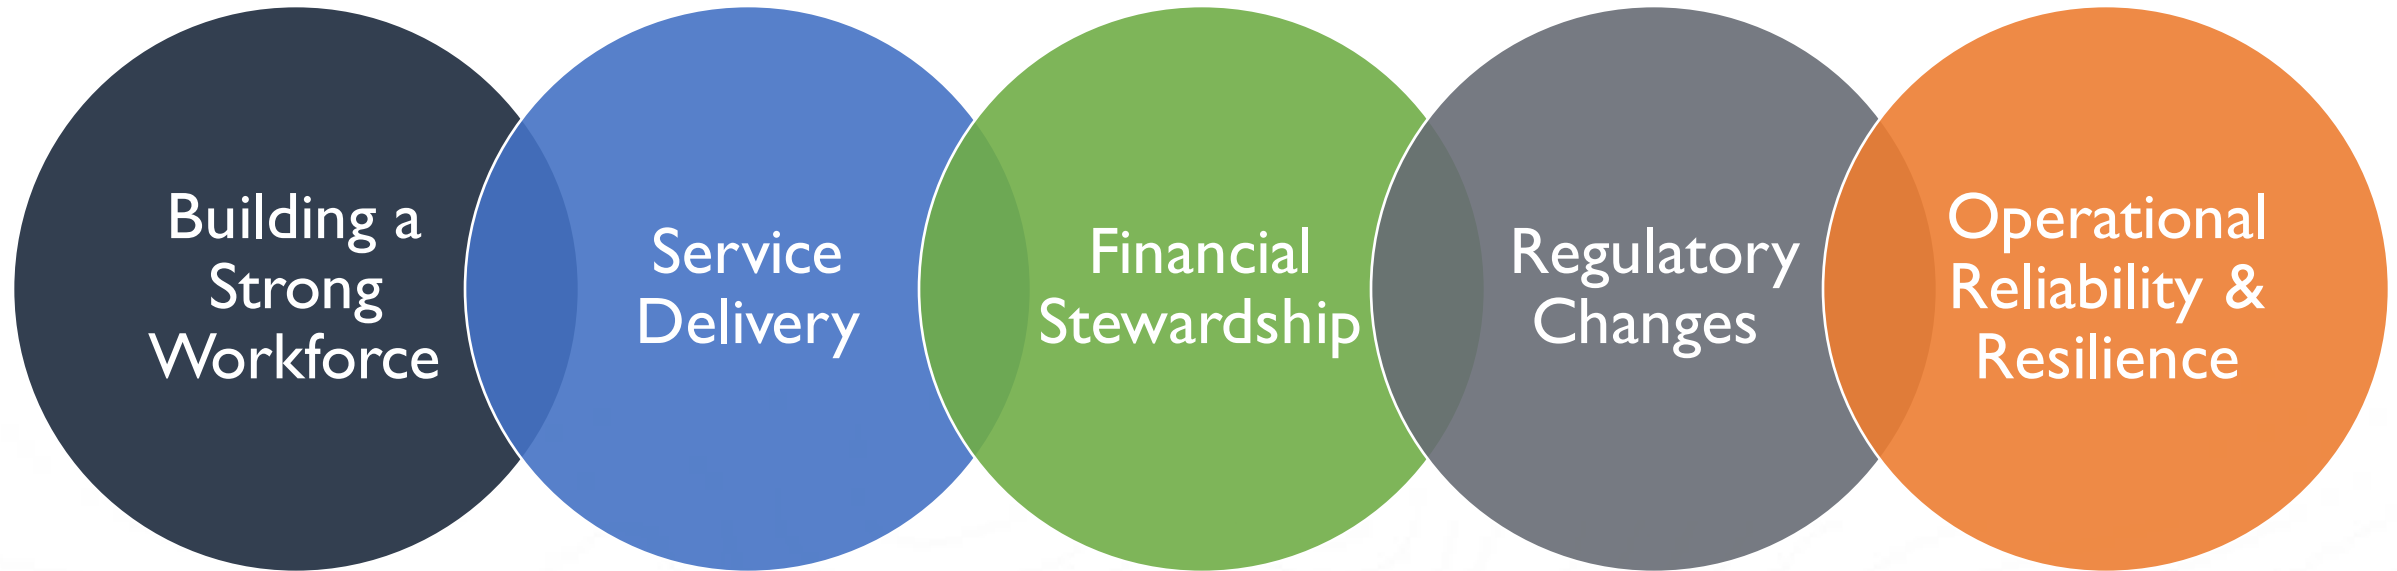 Building a
Strong
Workforce
Service
Delivery
Financial
Stewardship
Regulatory
Changes
Operational
Reliability &
Resilience